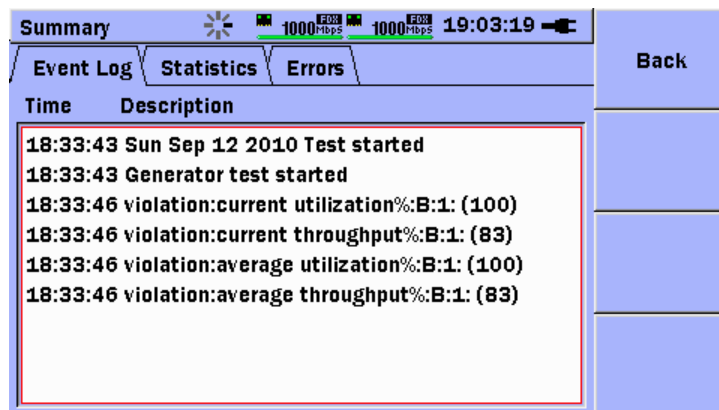 Summary 1000 FDX Mbps 1000 FDX Mbps 19:03:19
Back
Event Log Statistics Errors
Time Description
18:33:43 Sun Sep 12 2010 Test started
18:33:43 Generator test started
18:33:46 violation:current utilization%:B:1: (100)
18:33:46 violation:current throughput%:B:1: (83)
18:33:46 violation:average utilization%:B:1: (100)
18:33:46 violation:average throughput%:B:1: (83)